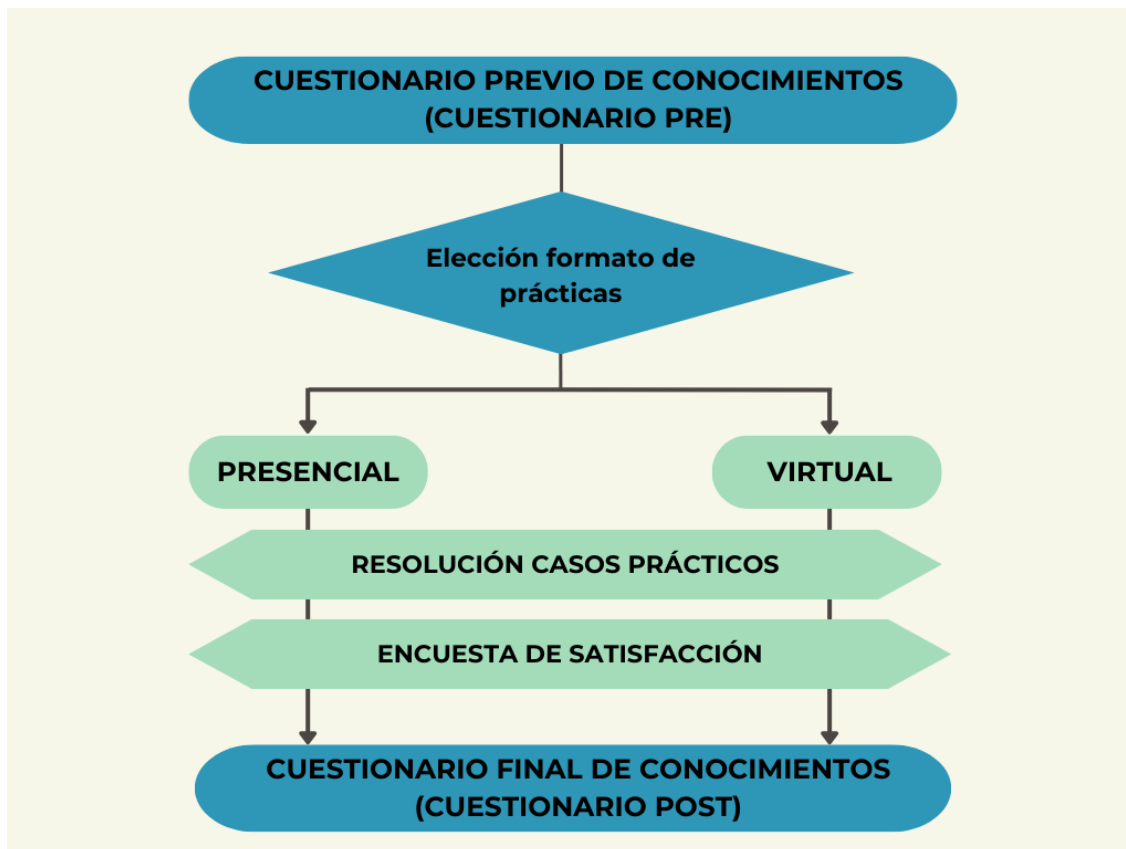 CUESTIONARIO PREVIO DE CONOCIMIENTOS
(CUESTIONARIO PRE)
Elección formato de
prácticas
PRESENCIAL
VIRTUAL
RESOLUCIÓN CASOS PRÁCTICOS
ENCUESTA DE SATISFACCIÓN
CUESTIONARIO FINAL DE CONOCIMIENTOS
(CUESTIONARIO POST)